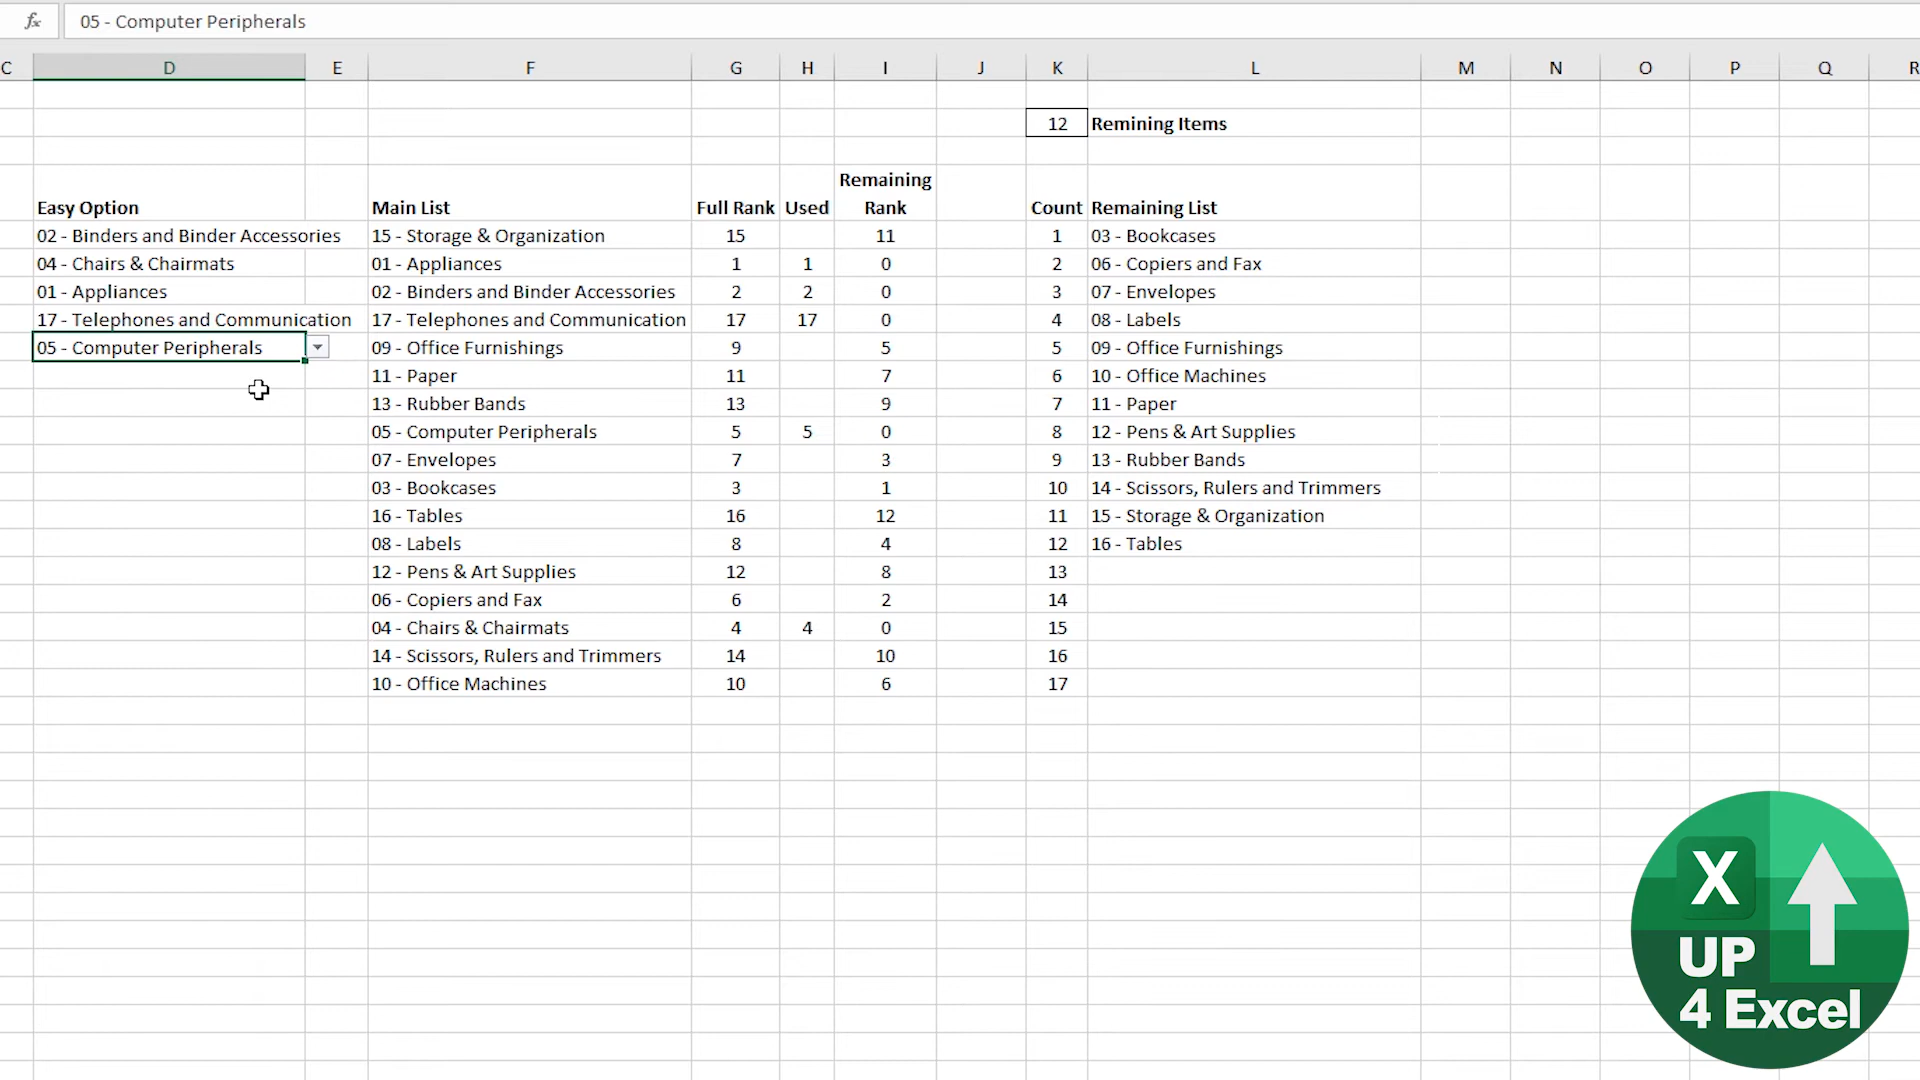 fx 05 - Computer Peripherals
C D E F G H I J K L M N O P Q R
12 Remining Items
Remaining
Easy Option Main List Full Rank Used Rank Count Remaining List
02 - Binders and Binder Accessories 15 - Storage & Organization 15 11 1 03 - Bookcases
04 - Chairs & Chairmats 01 - Appliances 1 1 0 2 06 - Copiers and Fax
01 - Appliances 02 - Binders and Binder Accessories 2 2 0 3 07 - Envelopes
17 - Telephones and Communication 17 - Telephones and Communication 17 17 0 4 08 - Labels
05 - Computer Peripherals 09 - Office Furnishings 9 5 5 09 - Office Furnishings
11 - Paper 11 7 6 10 - Office Machines
13 - Rubber Bands 13 9 7 11 - Paper
05 - Computer Peripherals 5 5 0 8 12 - Pens & Art Supplies
07 - Envelopes 7 3 9 13 - Rubber Bands
03 - Bookcases 3 1 10 14 - Scissors, Rulers and Trimmers
16 - Tables 16 12 11 15 - Storage & Organization
08 - Labels 8 4 12 16 - Tables
12 - Pens & Art Supplies 12 8 13
06 - Copiers and Fax 6 2 14
04 - Chairs & Chairmats 4 4 0 15
14 - Scissors, Rulers and Trimmers 14 10 16
10 - Office Machines 10 6 17
X
UP
4 Excel